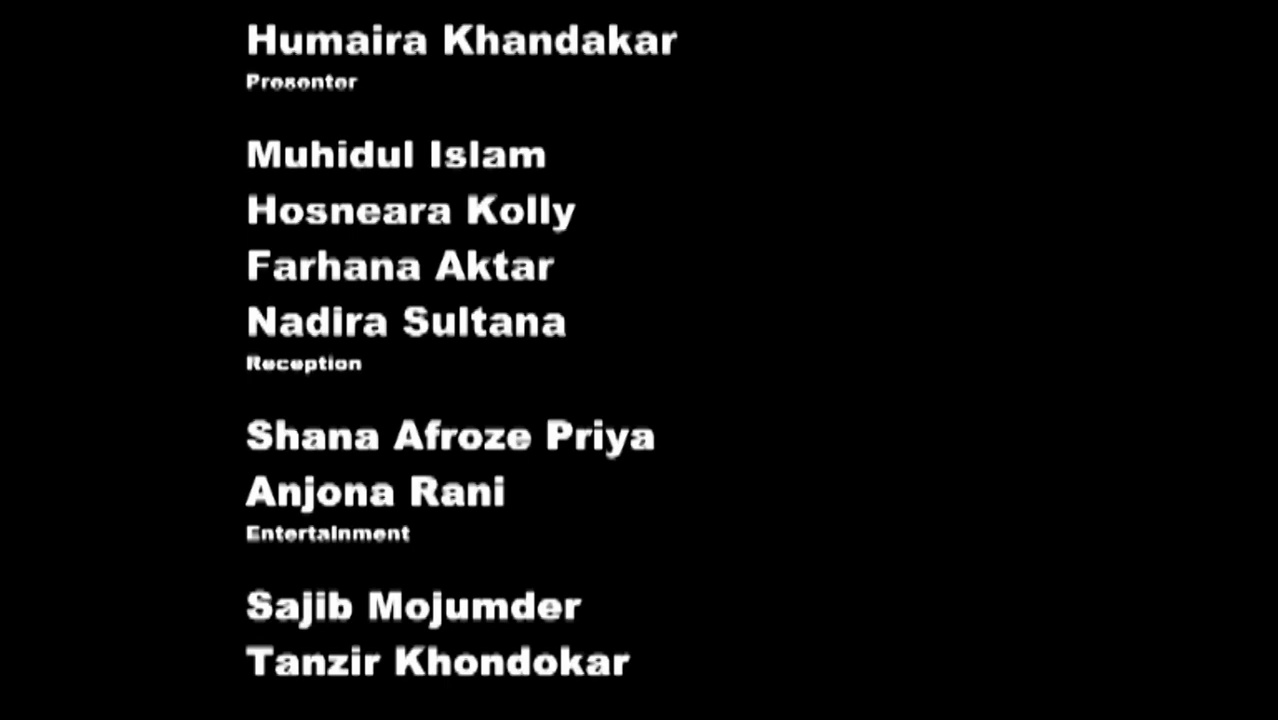 Humaira Khandakar
Presenter
Muhidul Islam
Hosneara Kolly
Farhana Aktar
Nadira Sultana
Reception
Shana Afroze Priya
Anjona Rani
Entertainment
Sajib Mojumder
Tanzir Khondokar